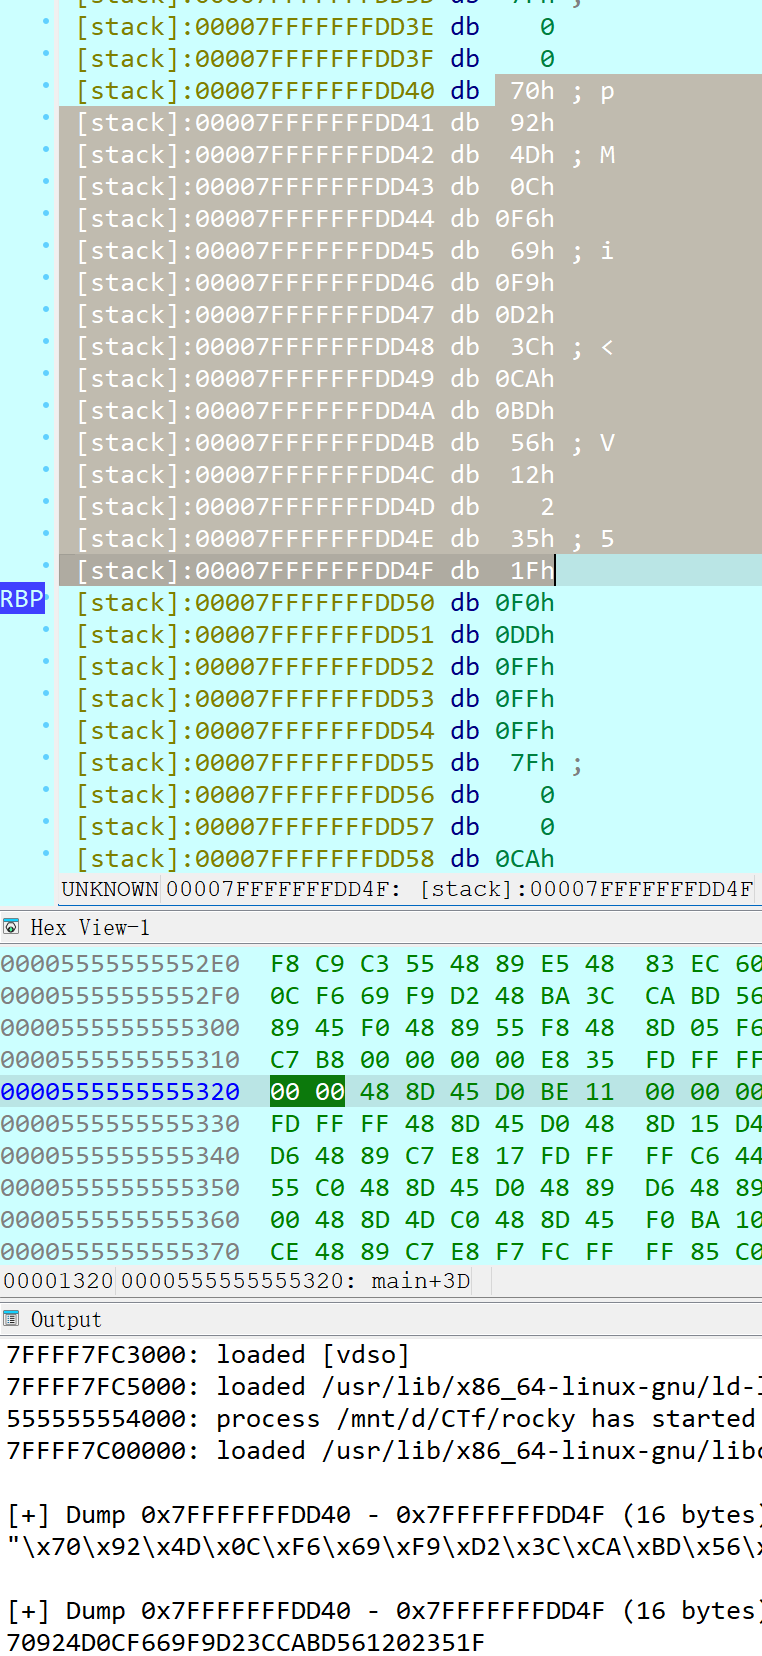 [stack]:00007FFFFFFFDD3D db 7Fh ;
[stack]:00007FFFFFFFDD3E db 0
[stack]:00007FFFFFFFDD3F db 0
[stack]:00007FFFFFFFDD40 db 70h ; p
[stack]:00007FFFFFFFDD41 db 92h
[stack]:00007FFFFFFFDD42 db 4Dh ; M
[stack]:00007FFFFFFFDD43 db 0Ch
[stack]:00007FFFFFFFDD44 db 0F6h
[stack]:00007FFFFFFFDD45 db 69h ; i
[stack]:00007FFFFFFFDD46 db 0F9h
[stack]:00007FFFFFFFDD47 db 0D2h
[stack]:00007FFFFFFFDD48 db 3Ch ; <
[stack]:00007FFFFFFFDD49 db 0CAh
[stack]:00007FFFFFFFDD4A db 0BDh
[stack]:00007FFFFFFFDD4B db 56h ; V
[stack]:00007FFFFFFFDD4C db 12h
[stack]:00007FFFFFFFDD4D db 2
[stack]:00007FFFFFFFDD4E db 35h ; 5
[stack]:00007FFFFFFFDD4F db 1Fh
RBP [stack]:00007FFFFFFFDD50 db 0F0h
[stack]:00007FFFFFFFDD51 db 0DDh
[stack]:00007FFFFFFFDD52 db 0FFh
[stack]:00007FFFFFFFDD53 db 0FFh
[stack]:00007FFFFFFFDD54 db 0FFh
[stack]:00007FFFFFFFDD55 db 7Fh ;
[stack]:00007FFFFFFFDD56 db 0
[stack]:00007FFFFFFFDD57 db 0
[stack]:00007FFFFFFFDD58 db 0CAh
UNKNOWN 00007FFFFFFFDD4F: [stack]:00007FFFFFFFDD4F
Hex View-1
00005555555552E0 F8 C9 C3 55 48 89 E5 48 83 EC 60
00005555555552F0 0C F6 69 F9 D2 48 BA 3C CA BD 56
0000555555555300 89 45 F0 48 89 55 F8 48 8D 05 F6
0000555555555310 C7 B8 00 00 00 00 E8 35 FD FF FF
0000555555555320 00 00 48 8D 45 D0 BE 11 00 00 00
0000555555555330 FD FF FF 48 8D 45 D0 48 8D 15 D4
0000555555555340 D6 48 89 C7 E8 17 FD FF FF C6 44
0000555555555350 55 C0 48 8D 45 D0 48 89 D6 48 89
0000555555555360 00 48 8D 4D C0 48 8D 45 F0 BA 10
0000555555555370 CE 48 89 C7 E8 F7 FC FF FF 85 C0
00001320 0000555555555320: main+3D
Output
7FFFF7FC3000: loaded [vdso]
7FFFF7FC5000: loaded /usr/lib/x86_64-linux-gnu/ld-l
555555554000: process /mnt/d/CTf/rocky has started
7FFFF7C00000: loaded /usr/lib/x86_64-linux-gnu/libc
[+] Dump 0x7FFFFFFFDD40 - 0x7FFFFFFFDD4F (16 bytes)
"\x70\x92\x4D\x0C\xF6\x69\xF9\xD2\x3C\xCA\xBD\x56\x
[+] Dump 0x7FFFFFFFDD40 - 0x7FFFFFFFDD4F (16 bytes)
70924D0CF669F9D23CCABD561202351F